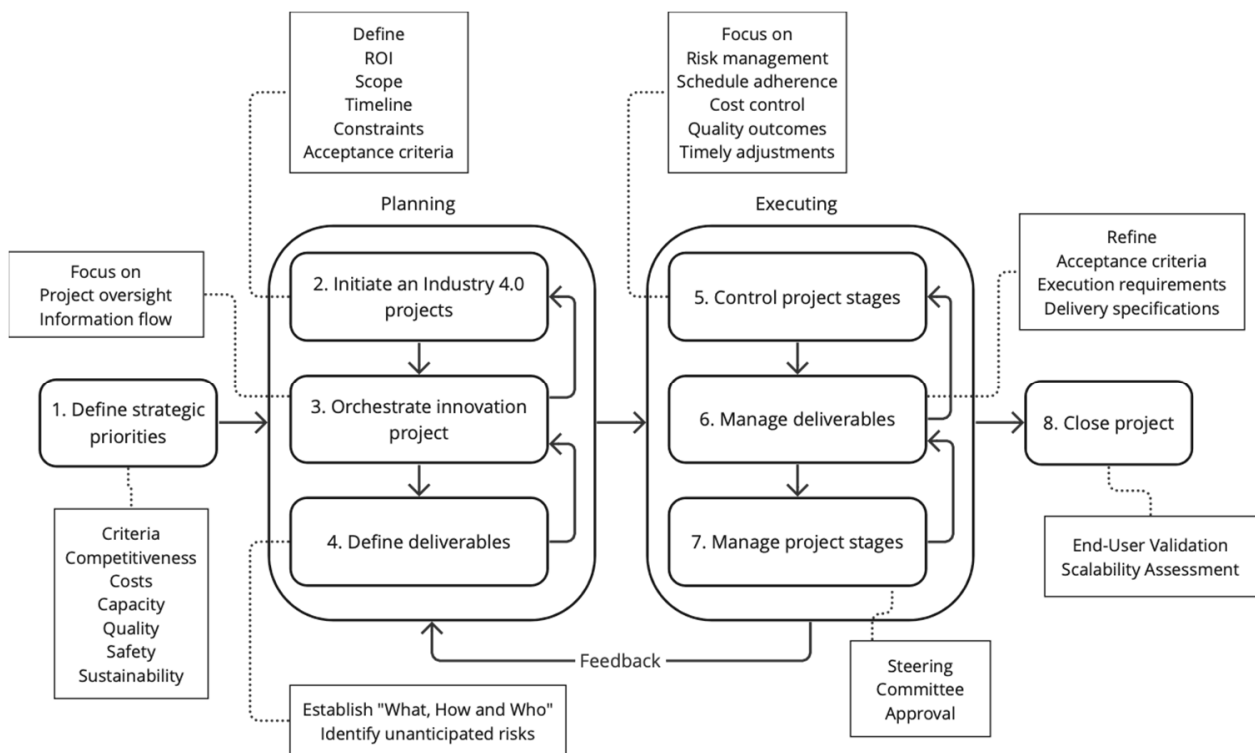 Define
ROI
Scope
Timeline
Constraints
Acceptance criteria
Focus on
Risk management
Schedule adherence
Cost control
Quality outcomes
Timely adjustments
Planning
Executing
Focus on
Project oversight
Information flow
2. Initiate an Industry 4.0
projects
5. Control project stages
Refine
Acceptance criteria
Execution requirements
Delivery specifications
1. Define strategic
priorities
3. Orchestrate innovation
project
6. Manage deliverables
8. Close project
4. Define deliverables
7. Manage project stages
Criteria
Competitiveness
Costs
Capacity
Quality
Safety
Sustainability
End-User Validation
Scalability Assessment
Feedback
Establish "What, How and Who"
Identify unanticipated risks
Steering
Committee
Approval